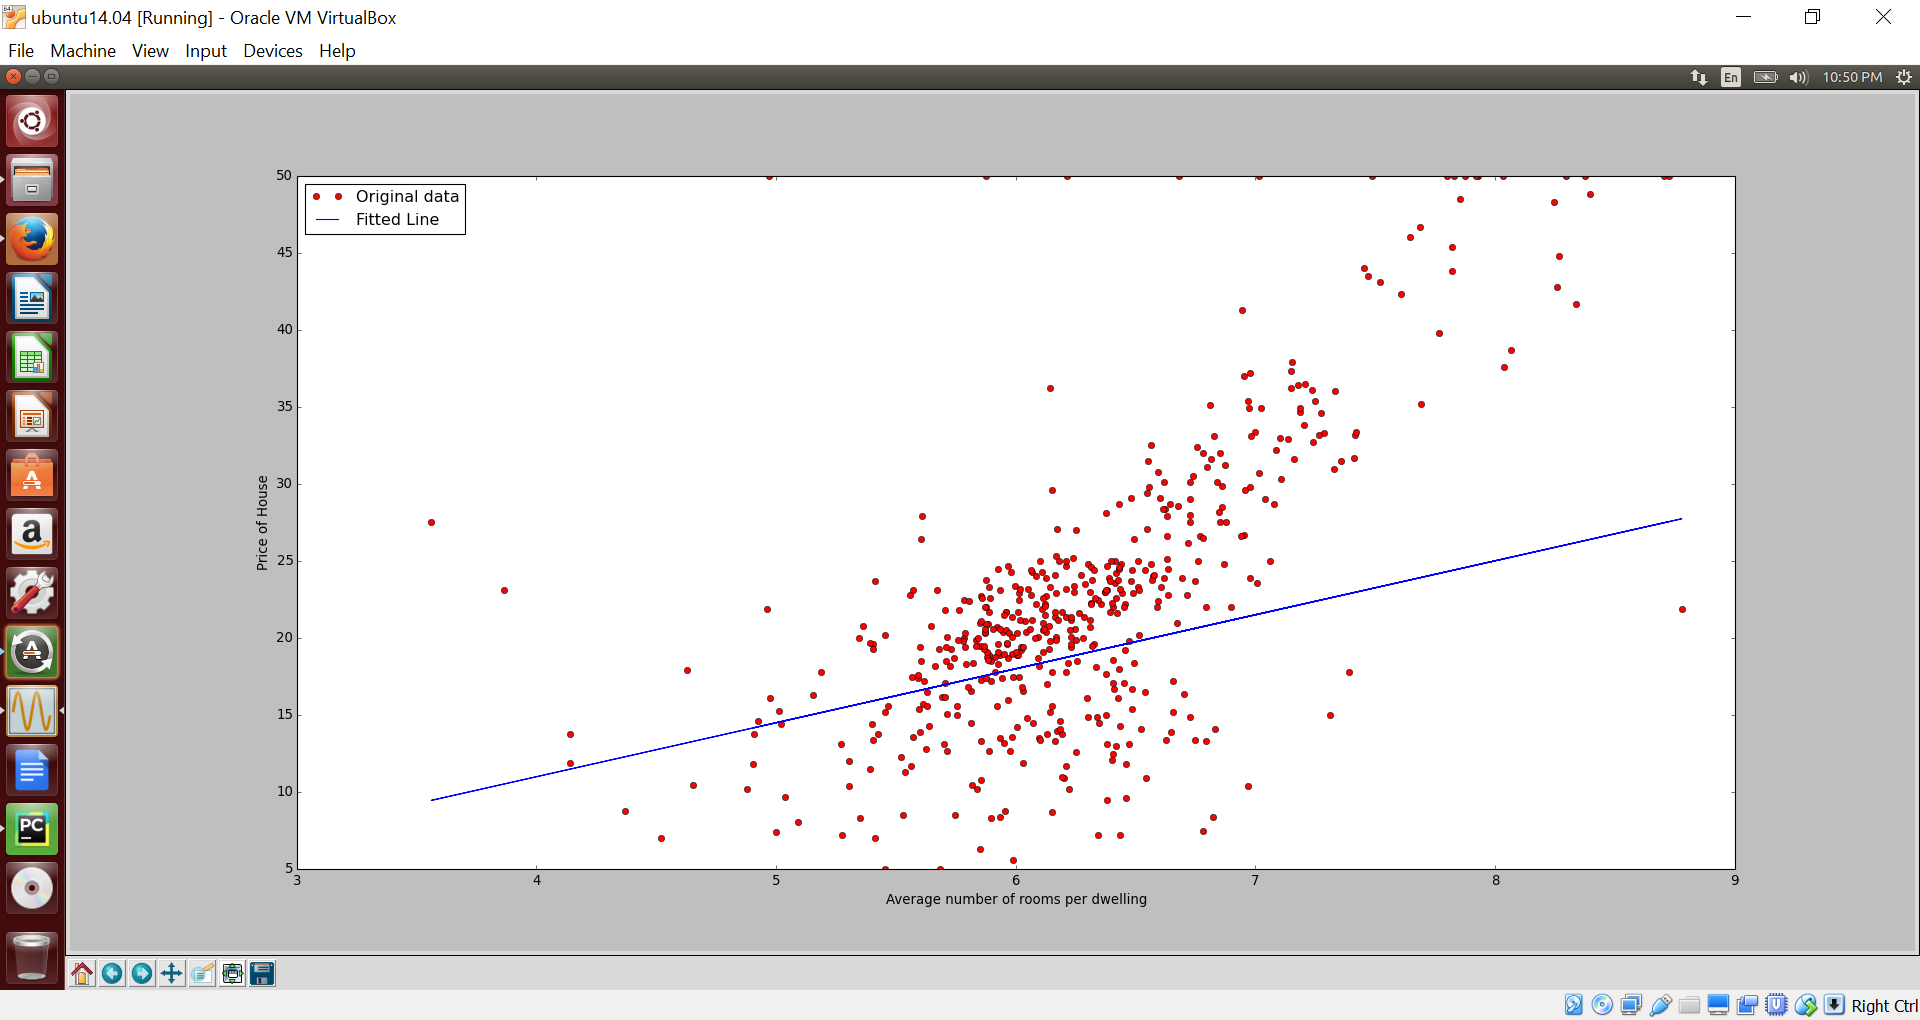 ubuntu14.04 [Running] - Oracle VM VirtualBox
File Machine View Input Devices Help
En 10:50 PM
Original data
Fitted Line
50
45
40
35
30
25
20
15
10
5
Price of House
3 4 5 6 7 8 9
Average number of rooms per dwelling
a
PC
Right Ctrl